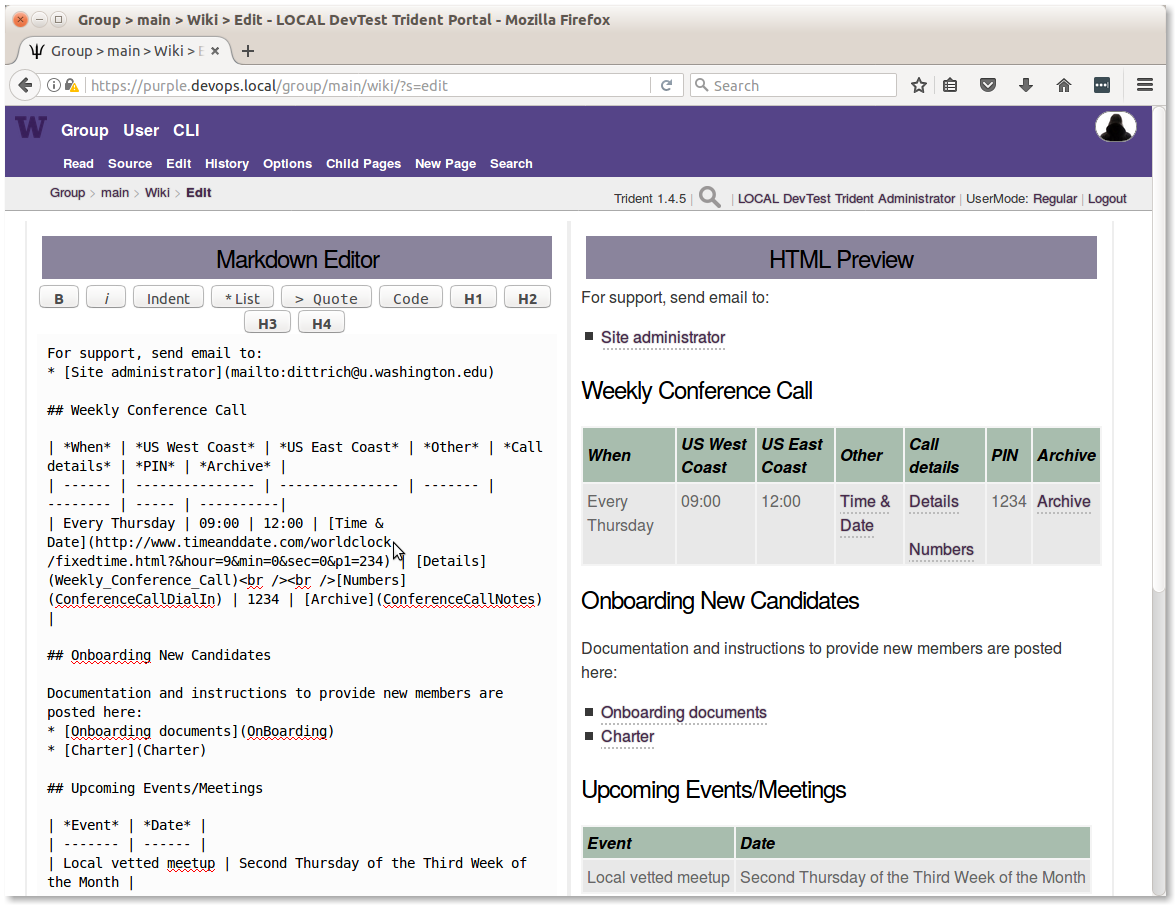 Group > main > Wiki > Edit - LOCAL DevTest Trident Portal - Mozilla Firefox
Group > main > Wiki > E
https://purple.devops.local/group/main/wiki/?s=edit
Search
W
Group User CLI
Read Source Edit History Options Child Pages New Page Search
Group > main > Wiki > Edit
Trident 1.4.5 | | LOCAL DevTest Trident Administrator | UserMode: Regular | Logout
Markdown Editor
B i Indent * List > Quote Code H1 H2
H3 H4
For support, send email to:
* [Site administrator](mailto:dittrich@u.washington.edu)
## Weekly Conference Call
| *When* | *US West Coast* | *US East Coast* | *Other* | *Call
details* | *PIN* | *Archive* |
| ------ | --------------- | --------------- | ------- |
-------- | ----- | ----------|
| Every Thursday | 09:00 | 12:00 | [Time &
Date](http://www.timeanddate.com/worldclock
/fixedtime.html?&hour=9&min=0&sec=0&p1=234) | [Details]
(Weekly_Conference_Call)<br /><br />[Numbers]
(ConferenceCallDialIn) | 1234 | [Archive](ConferenceCallNotes)
|
## Onboarding New Candidates
Documentation and instructions to provide new members are
posted here:
* [Onboarding documents](OnBoarding)
* [Charter](Charter)
## Upcoming Events/Meetings
| *Event* | *Date* |
| ------- | ------ |
| Local vetted meetup | Second Thursday of the Third Week of
the Month |
HTML Preview
For support, send email to:
Site administrator
Weekly Conference Call
When US West Coast US East Coast Other Call details PIN Archive
Every Thursday 09:00 12:00 Time & Date Details Numbers 1234 Archive
Onboarding New Candidates
Documentation and instructions to provide new members are posted
here:
Onboarding documents
Charter
Upcoming Events/Meetings
Event Date
Local vetted meetup Second Thursday of the Third Week of the Month